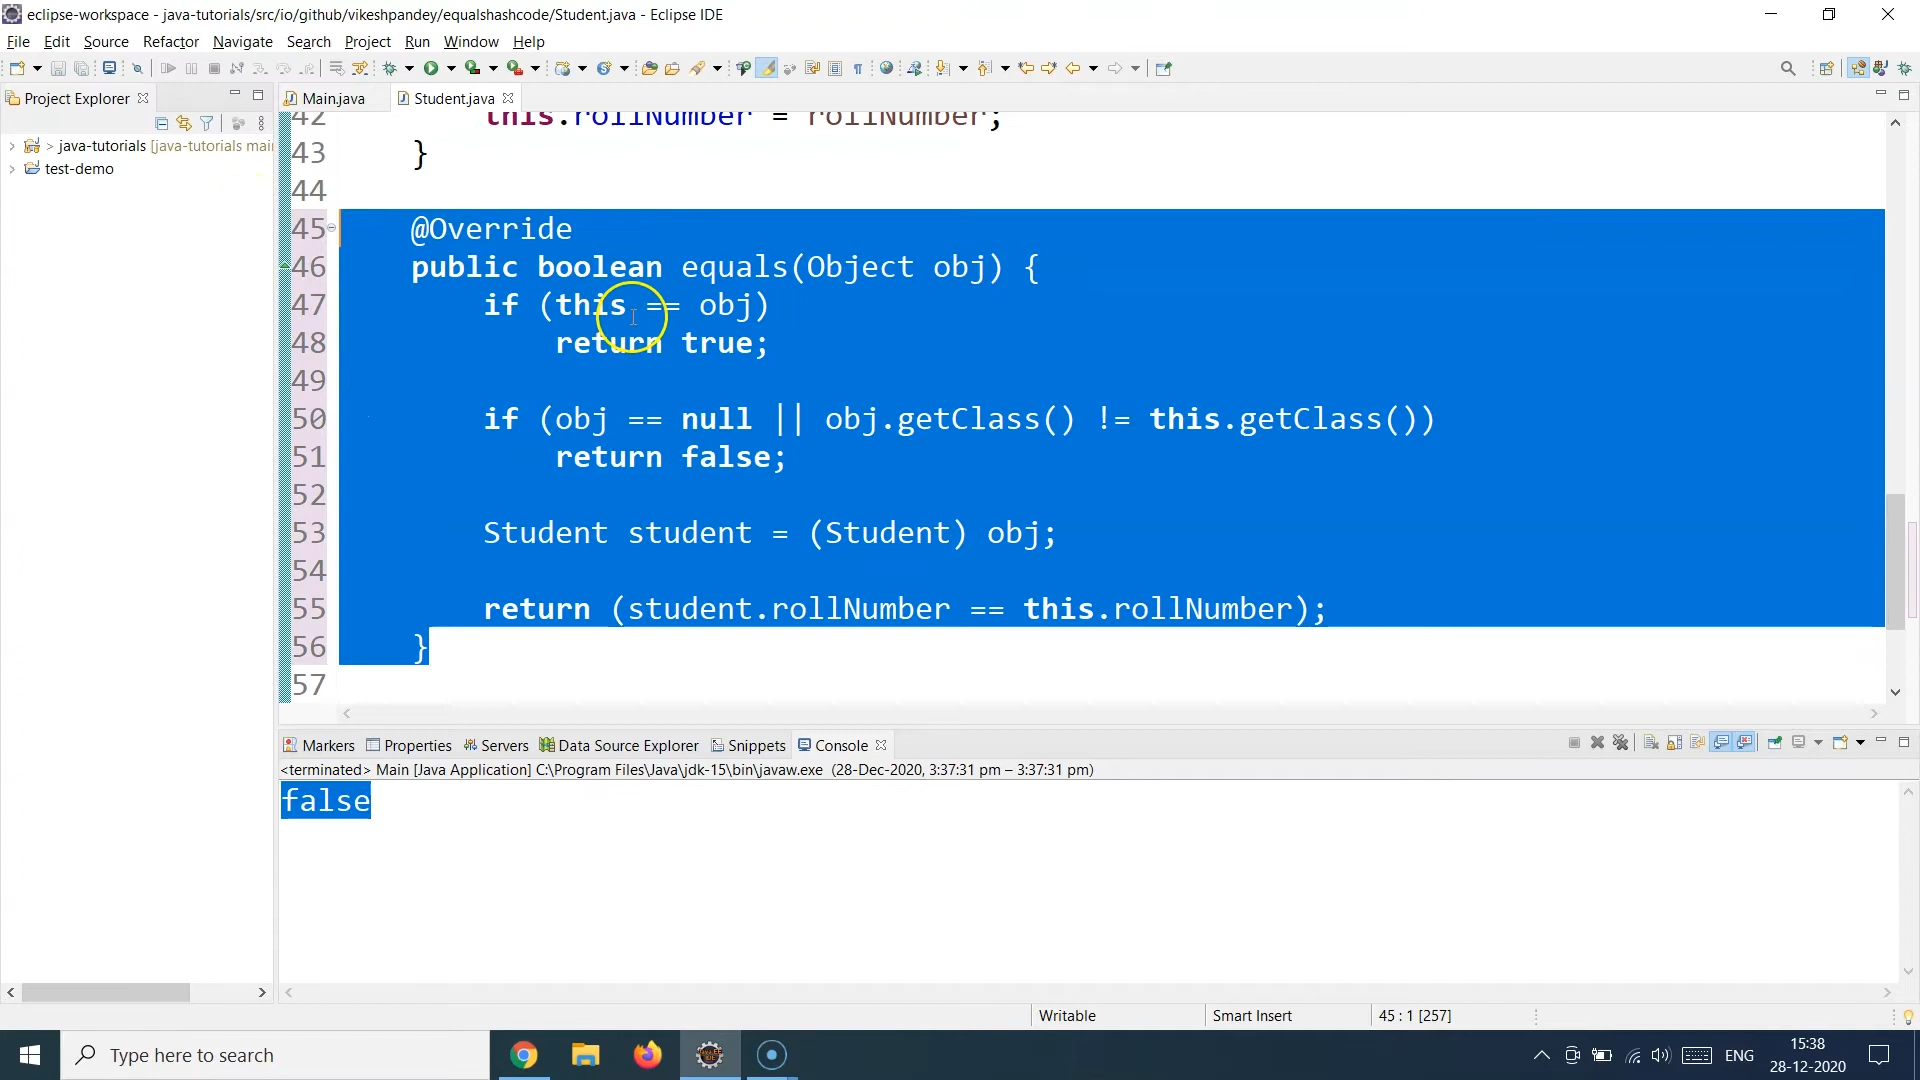 eclipse-workspace - java-tutorials/src/io/github/vikeshpandey/equalshashcode/Student.java - Eclipse IDE
File Edit Source Refactor Navigate Search Project Run Window Help
Project Explorer
Main.java Student.java
> java-tutorials [java-tutorials mai
test-demo
42 this.rollNumber = rollNumber;
43 }
44
45 @Override
46 public boolean equals(Object obj) {
47 if (this == obj)
48 return true;
49
50 if (obj == null || obj.getClass() != this.getClass())
51 return false;
52
53 Student student = (Student) obj;
54
55 return (student.rollNumber == this.rollNumber);
56 }
57
Markers Properties Servers Data Source Explorer Snippets Console
<terminated> Main [Java Application] C:\Program Files\Java\jdk-15\bin\javaw.exe (28-Dec-2020, 3:37:31 pm – 3:37:31 pm)
false
Writable Smart Insert 45 : 1 [257]
Type here to search
ENG
15:38
28-12-2020